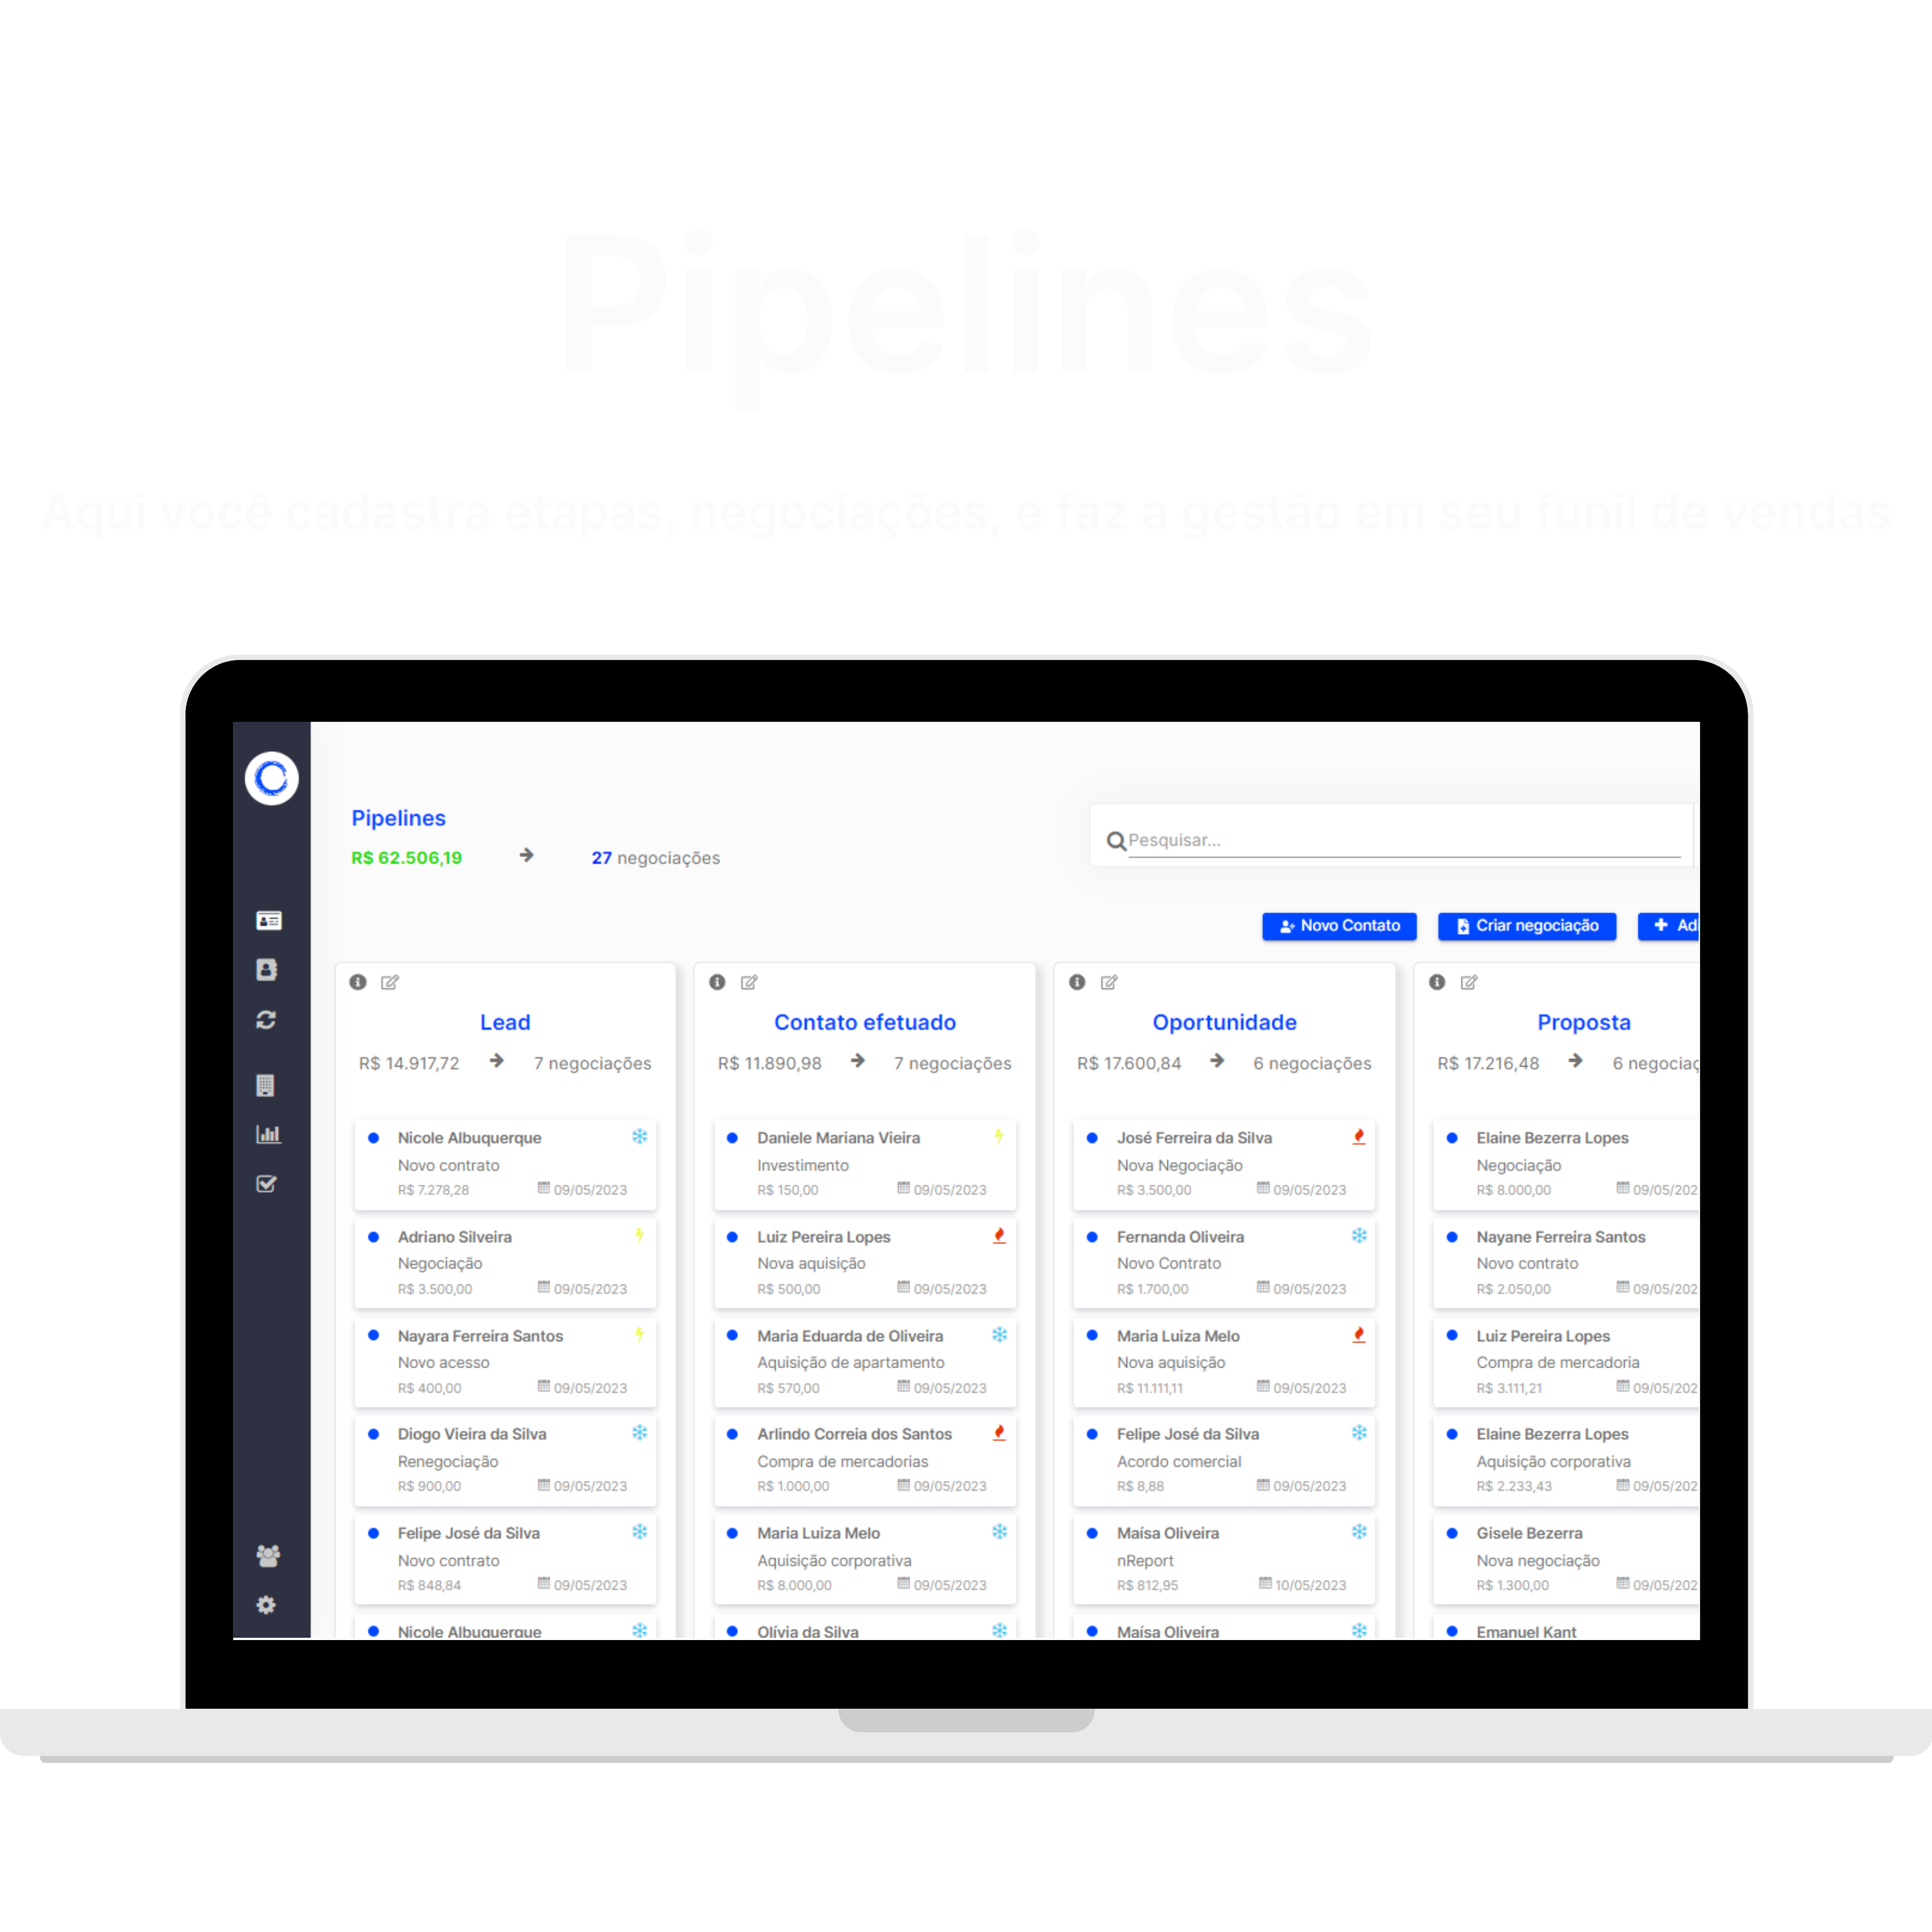 Pipelines
Aqui você cadastra etapas, negociações, e faz a gestão em seu funil de vendas
Pipelines
R$ 62.506,19 27 negociações
Pesquisar...
Novo Contato Criar negociação
Lead
R$ 14.917,72 7 negociações
Nicole Albuquerque
Novo contrato
R$ 7.278,28 09/05/2023
Adriano Silveira
Negociação
R$ 3.500,00 09/05/2023
Nayara Ferreira Santos
Novo acesso
R$ 400,00 09/05/2023
Diogo Vieira da Silva
Renegociação
R$ 900,00 09/05/2023
Felipe José da Silva
Novo contrato
R$ 848,84 09/05/2023
Nicole Albuquerque
Contato efetuado
R$ 11.890,98 7 negociações
Daniele Mariana Vieira
Investimento
R$ 150,00 09/05/2023
Luiz Pereira Lopes
Nova aquisição
R$ 500,00 09/05/2023
Maria Eduarda de Oliveira
Aquisição de apartamento
R$ 570,00 09/05/2023
Arlindo Correia dos Santos
Compra de mercadorias
R$ 1.000,00 09/05/2023
Maria Luiza Melo
Aquisição corporativa
R$ 8.000,00 09/05/2023
Olívia da Silva
Oportunidade
R$ 17.600,84 6 negociações
José Ferreira da Silva
Nova Negociação
R$ 3.500,00 09/05/2023
Fernanda Oliveira
Novo Contrato
R$ 1.700,00 09/05/2023
Maria Luiza Melo
Nova aquisição
R$ 11.111,11 09/05/2023
Felipe José da Silva
Acordo comercial
R$ 8,88 09/05/2023
Maísa Oliveira
nReport
R$ 812,95 10/05/2023
Maísa Oliveira
Proposta
R$ 17.216,48 6
Elaine Bezerra Lopes
Negociação
R$ 8.000,00 09/05/202
Nayane Ferreira Santos
Novo contrato
R$ 2.050,00 09/05/202
Luiz Pereira Lopes
Compra de mercadoria
R$ 3.111,21 09/05/202
Elaine Bezerra Lopes
Aquisição corporativa
R$ 2.233,43 09/05/202
Gisele Bezerra
Nova negociação
R$ 1.300,00 09/05/202
Emanuel Kant